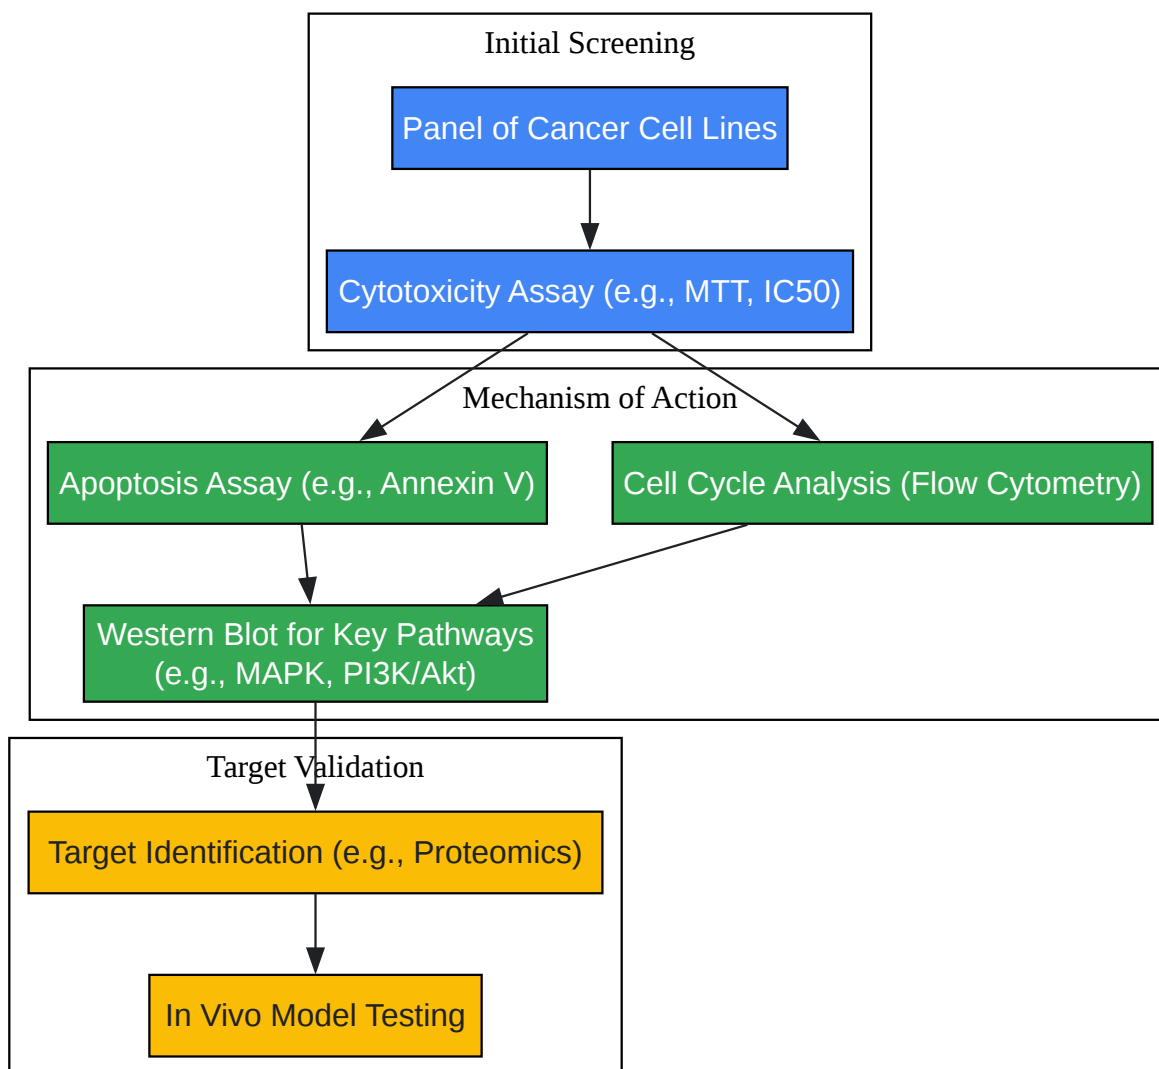 Initial Screening
Panel of Cancer Cell Lines
Cytotoxicity Assay (e.g., MTT, IC50)
Mechanism of Action
Apoptosis Assay (e.g., Annexin V)
Cell Cycle Analysis (Flow Cytometry)
Western Blot for Key Pathways
(e.g., MAPK, PI3K/Akt)
Target Validation
Target Identification (e.g., Proteomics)
In Vivo Model Testing